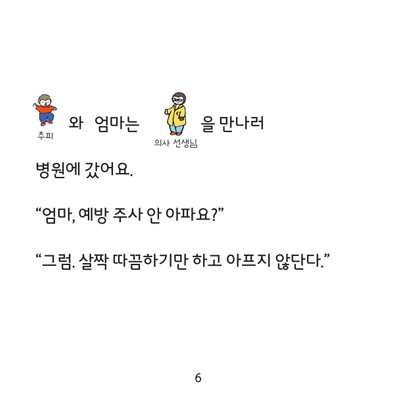 와 엄마는 을 만나러
추피 의사 선생님
병원에 갔어요.
“엄마, 예방 주사 안 아파요?”
“그럼. 살짝 따끔하기만 하고 아프지 않단다.”
6